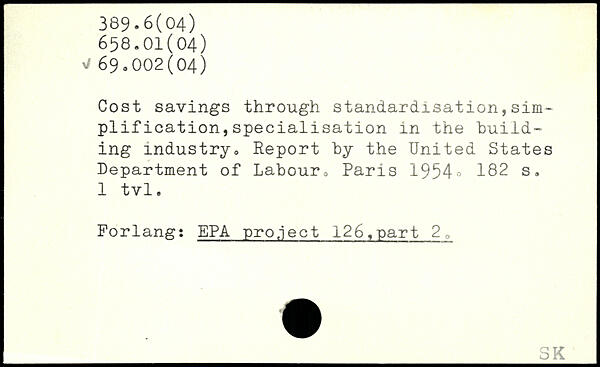 389.6(04)
658.01(04)
√ 69.002(04)
Cost savings through standardisation,sim-
plification,specialisation in the build-
ing industry. Report by the United States
Department of Labour. Paris 1954. 182 s.
1 tvl.
Forlang: EPA project 126,part 2.
SK